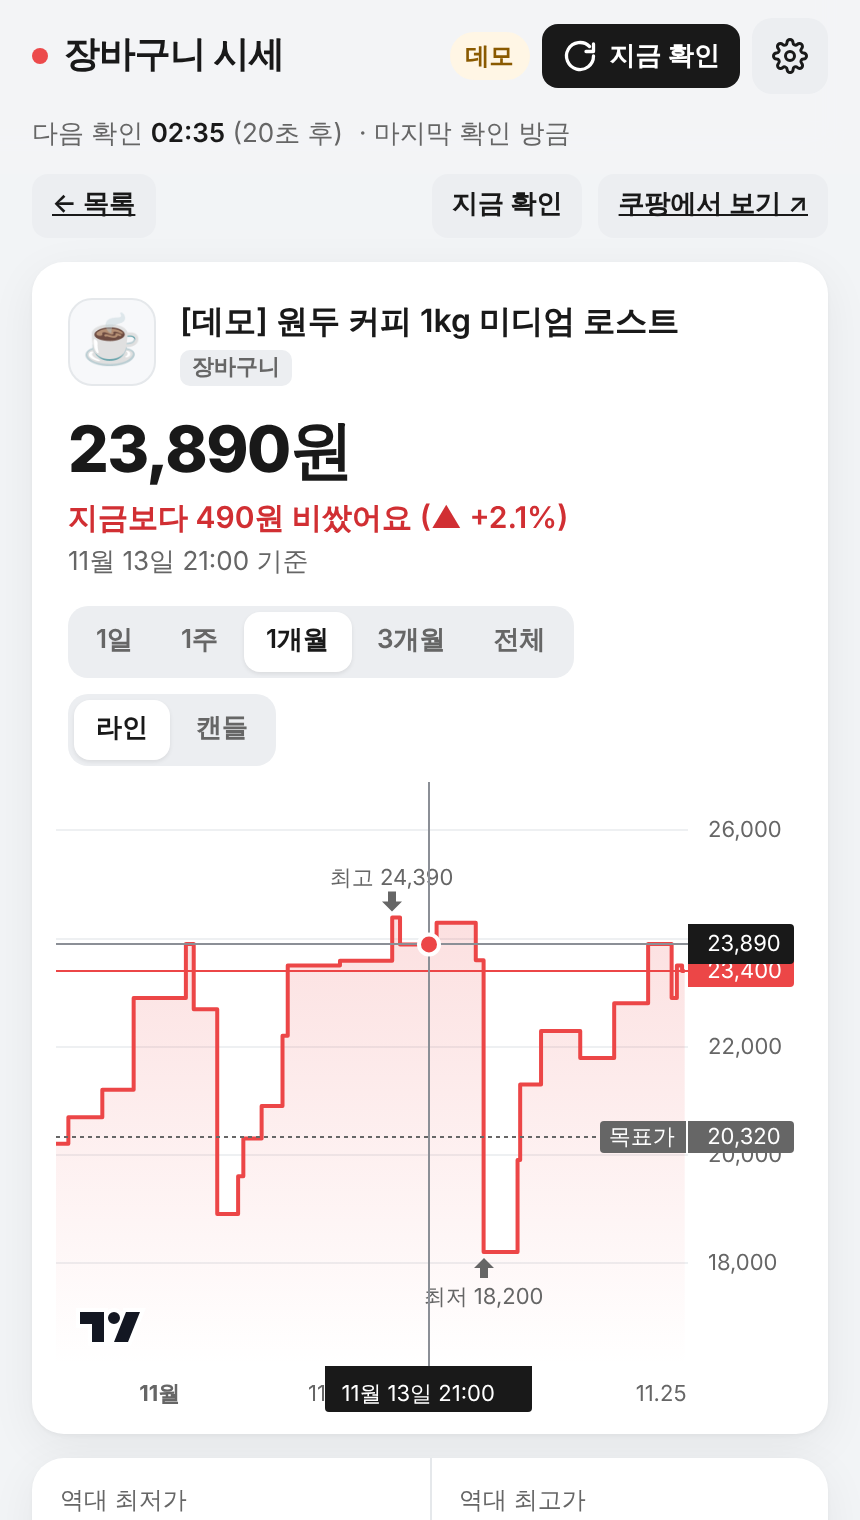 장바구니 시세
데모
지금 확인
다음 확인 02:35 (20초 후) · 마지막 확인 방금
← 목록
지금 확인
쿠팡에서 보기 ↗
[데모] 원두 커피 1kg 미디엄 로스트
장바구니
23,890원
지금보다 490원 비쌌어요 (▲ +2.1%)
11월 13일 21:00 기준
1일 1주 1개월 3개월 전체
라인 캔들
26,000
최고 24,390
23,890
23,400
22,000
목표가 20,320
20,000
18,000
최저 18,200
11월 11 11월 13일 21:00 11.25
역대 최저가 역대 최고가